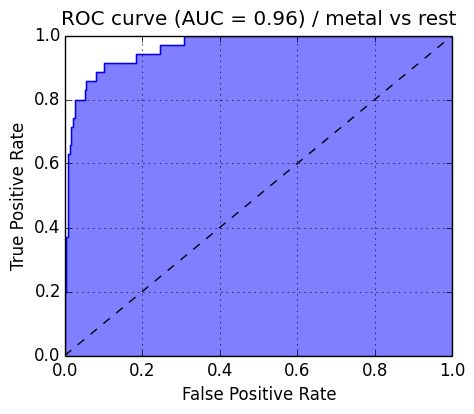 ROC curve (AUC = 0.96) / metal vs rest
1.0
0.8
0.6
0.4
0.2
0.0
True Positive Rate
0.0 0.2 0.4 0.6 0.8 1.0
False Positive Rate